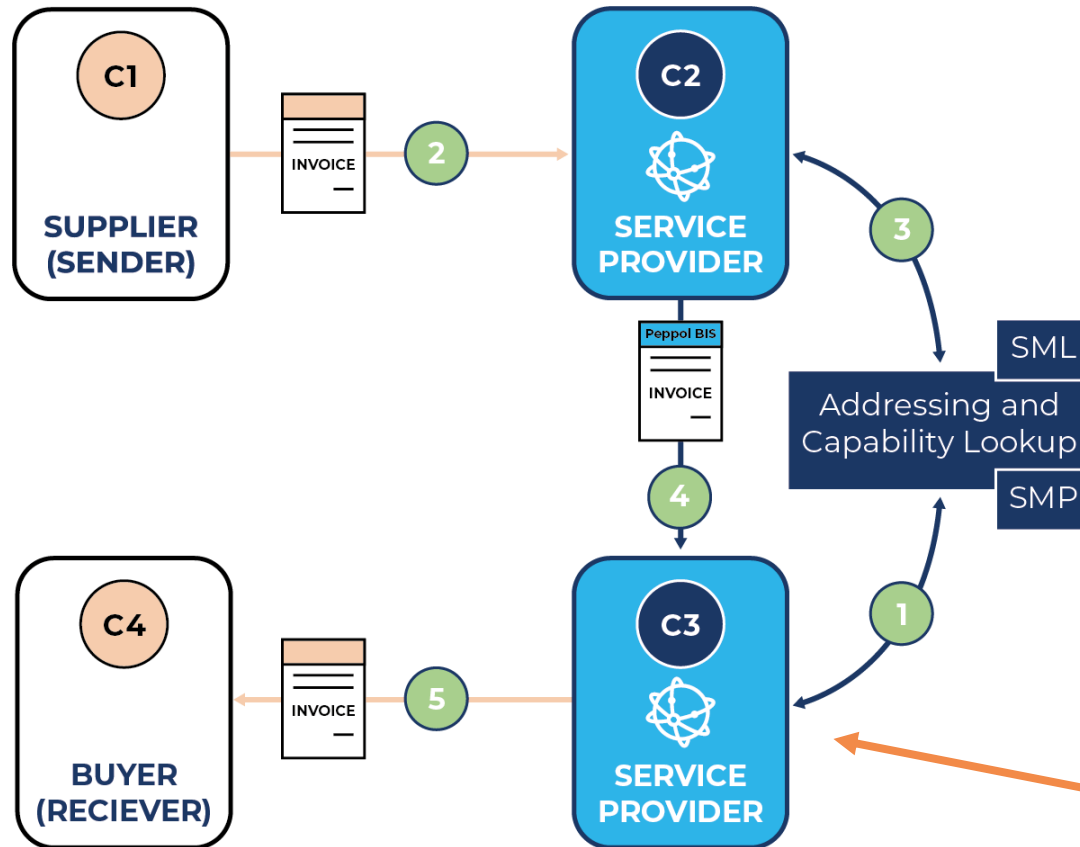 C1
SUPPLIER
(SENDER)
INVOICE
2
C2
SERVICE
PROVIDER
3
Peppol BIS
INVOICE
4
SML
Addressing and
Capability Lookup
SMP
1
C4
BUYER
(RECIEVER)
INVOICE
5
C3
SERVICE
PROVIDER